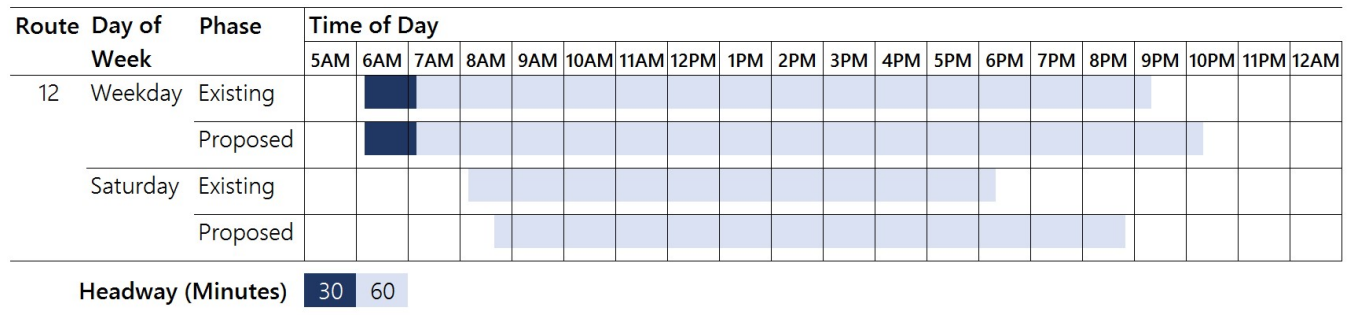 Route Day of Week Phase Time of Day
5AM 6AM 7AM 8AM 9AM 10AM 11AM 12PM 1PM 2PM 3PM 4PM 5PM 6PM 7PM 8PM 9PM 10PM 11PM 12AM
12 Weekday Existing
Proposed
Saturday Existing
Proposed
Headway (Minutes) 30 60